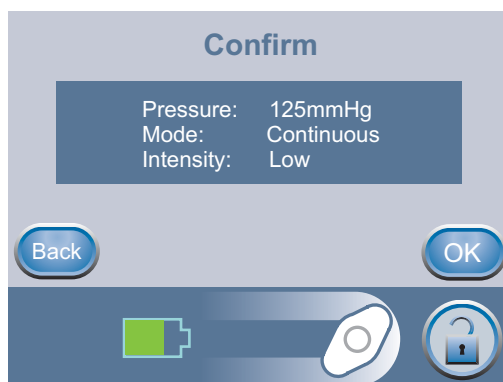 Confirm
Pressure: 125mmHg
Mode: Continuous
Intensity: Low
Back
OK